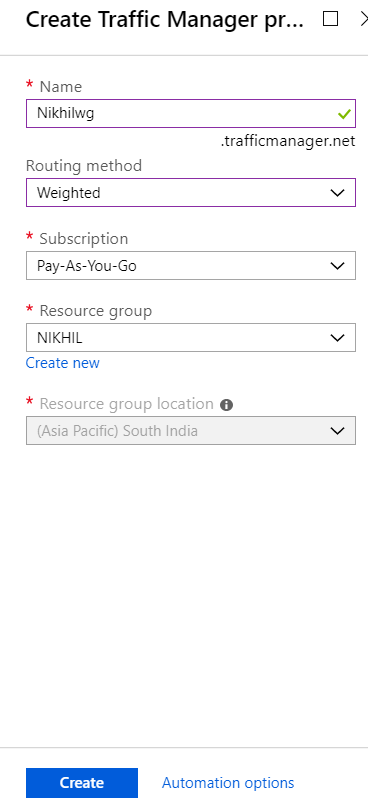 Create Traffic Manager pr...
* Name
Nikhilwg
.trafficmanager.net
Routing method
Weighted
* Subscription
Pay-As-You-Go
* Resource group
NIKHIL
Create new
* Resource group location
(Asia Pacific) South India
Create
Automation options